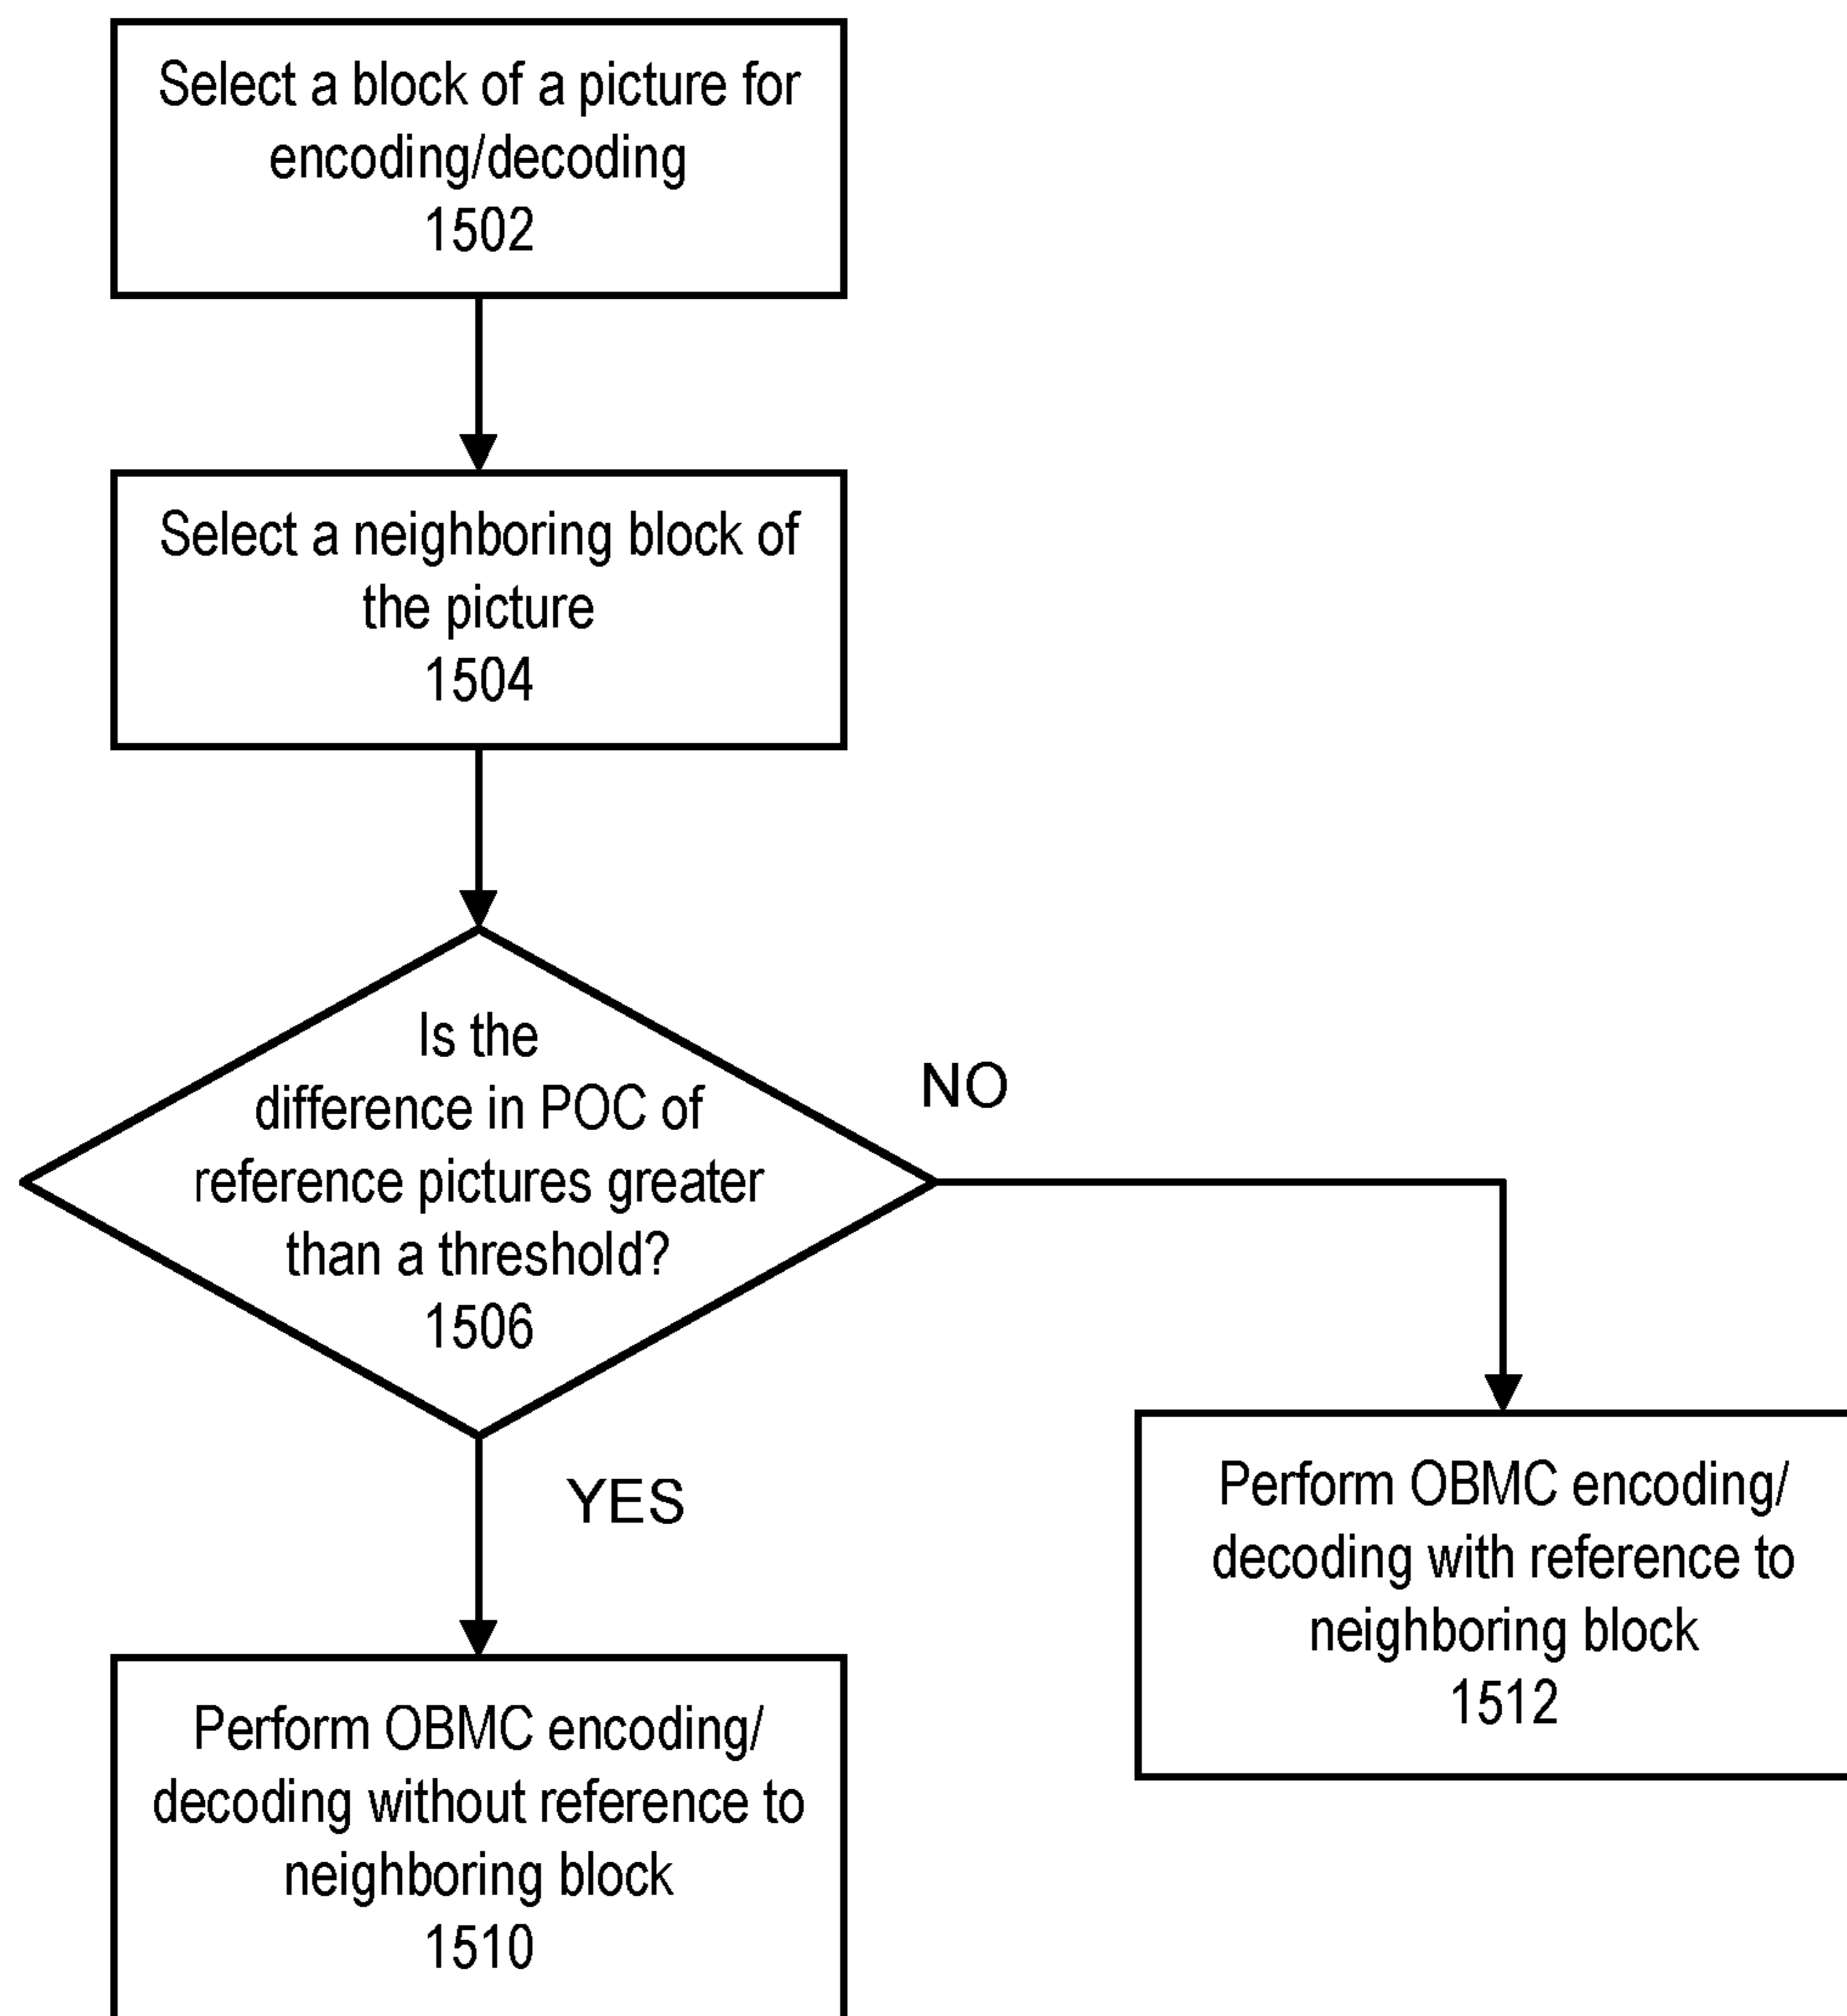 Select a block of a picture for
encoding/decoding
1502
Select a neighboring block of
the picture
1504
Is the
difference in POC of
reference pictures greater
than a threshold?
1506
NO
YES
Perform OBMC encoding/
decoding with reference to
neighboring block
1512
Perform OBMC encoding/
decoding without reference to
neighboring block
1510